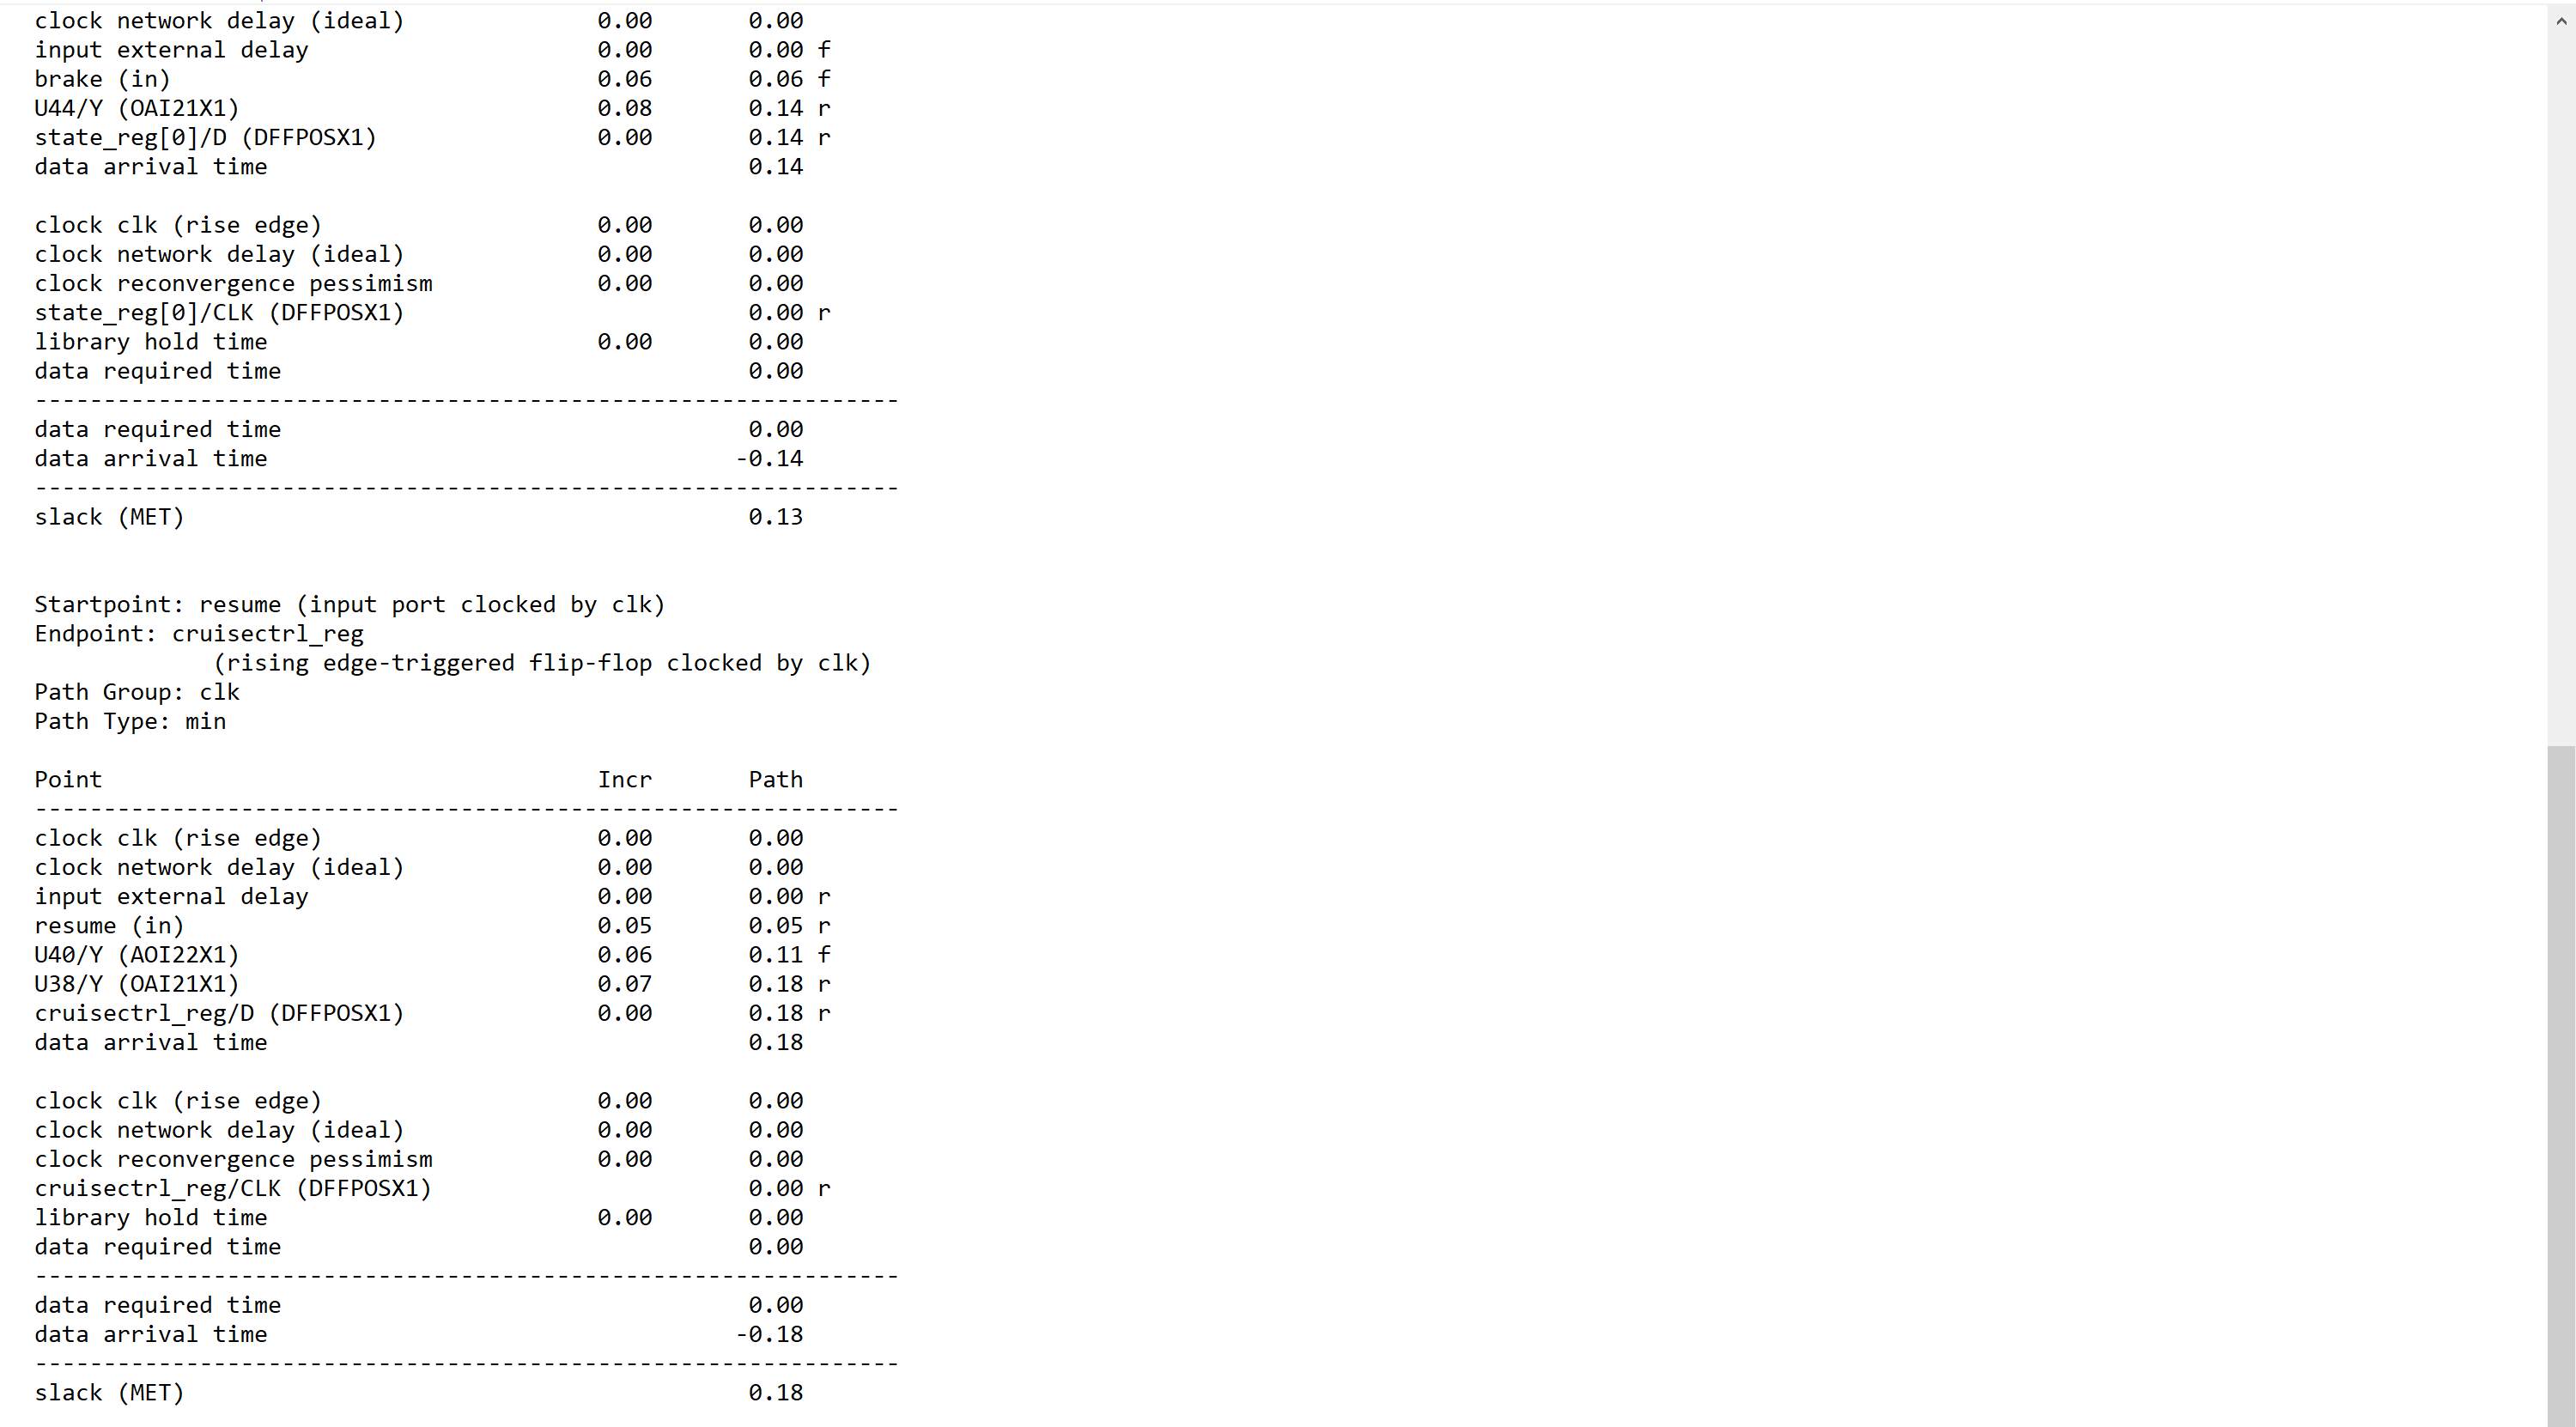 clock network delay (ideal) 0.00 0.00
input external delay 0.00 0.00 f
brake (in) 0.06 0.06 f
U44/Y (OAI21X1) 0.08 0.14 r
state_reg[0]/D (DFFPOSX1) 0.00 0.14 r
data arrival time 0.14
clock clk (rise edge) 0.00 0.00
clock network delay (ideal) 0.00 0.00
clock reconvergence pessimism 0.00 0.00
state_reg[0]/CLK (DFFPOSX1) 0.00 r
library hold time 0.00 0.00
data required time 0.00
---------------------------------------------------------------
data required time 0.00
data arrival time -0.14
---------------------------------------------------------------
slack (MET) 0.13
Startpoint: resume (input port clocked by clk)
Endpoint: cruisectrl_reg
(rising edge-triggered flip-flop clocked by clk)
Path Group: clk
Path Type: min
Point Incr Path
---------------------------------------------------------------
clock clk (rise edge) 0.00 0.00
clock network delay (ideal) 0.00 0.00
input external delay 0.00 0.00 r
resume (in) 0.05 0.05 r
U40/Y (AOI22X1) 0.06 0.11 f
U38/Y (OAI21X1) 0.07 0.18 r
cruisectrl_reg/D (DFFPOSX1) 0.00 0.18 r
data arrival time 0.18
clock clk (rise edge) 0.00 0.00
clock network delay (ideal) 0.00 0.00
clock reconvergence pessimism 0.00 0.00
cruisectrl_reg/CLK (DFFPOSX1) 0.00 r
library hold time 0.00 0.00
data required time 0.00
---------------------------------------------------------------
data required time 0.00
data arrival time -0.18
---------------------------------------------------------------
slack (MET) 0.18